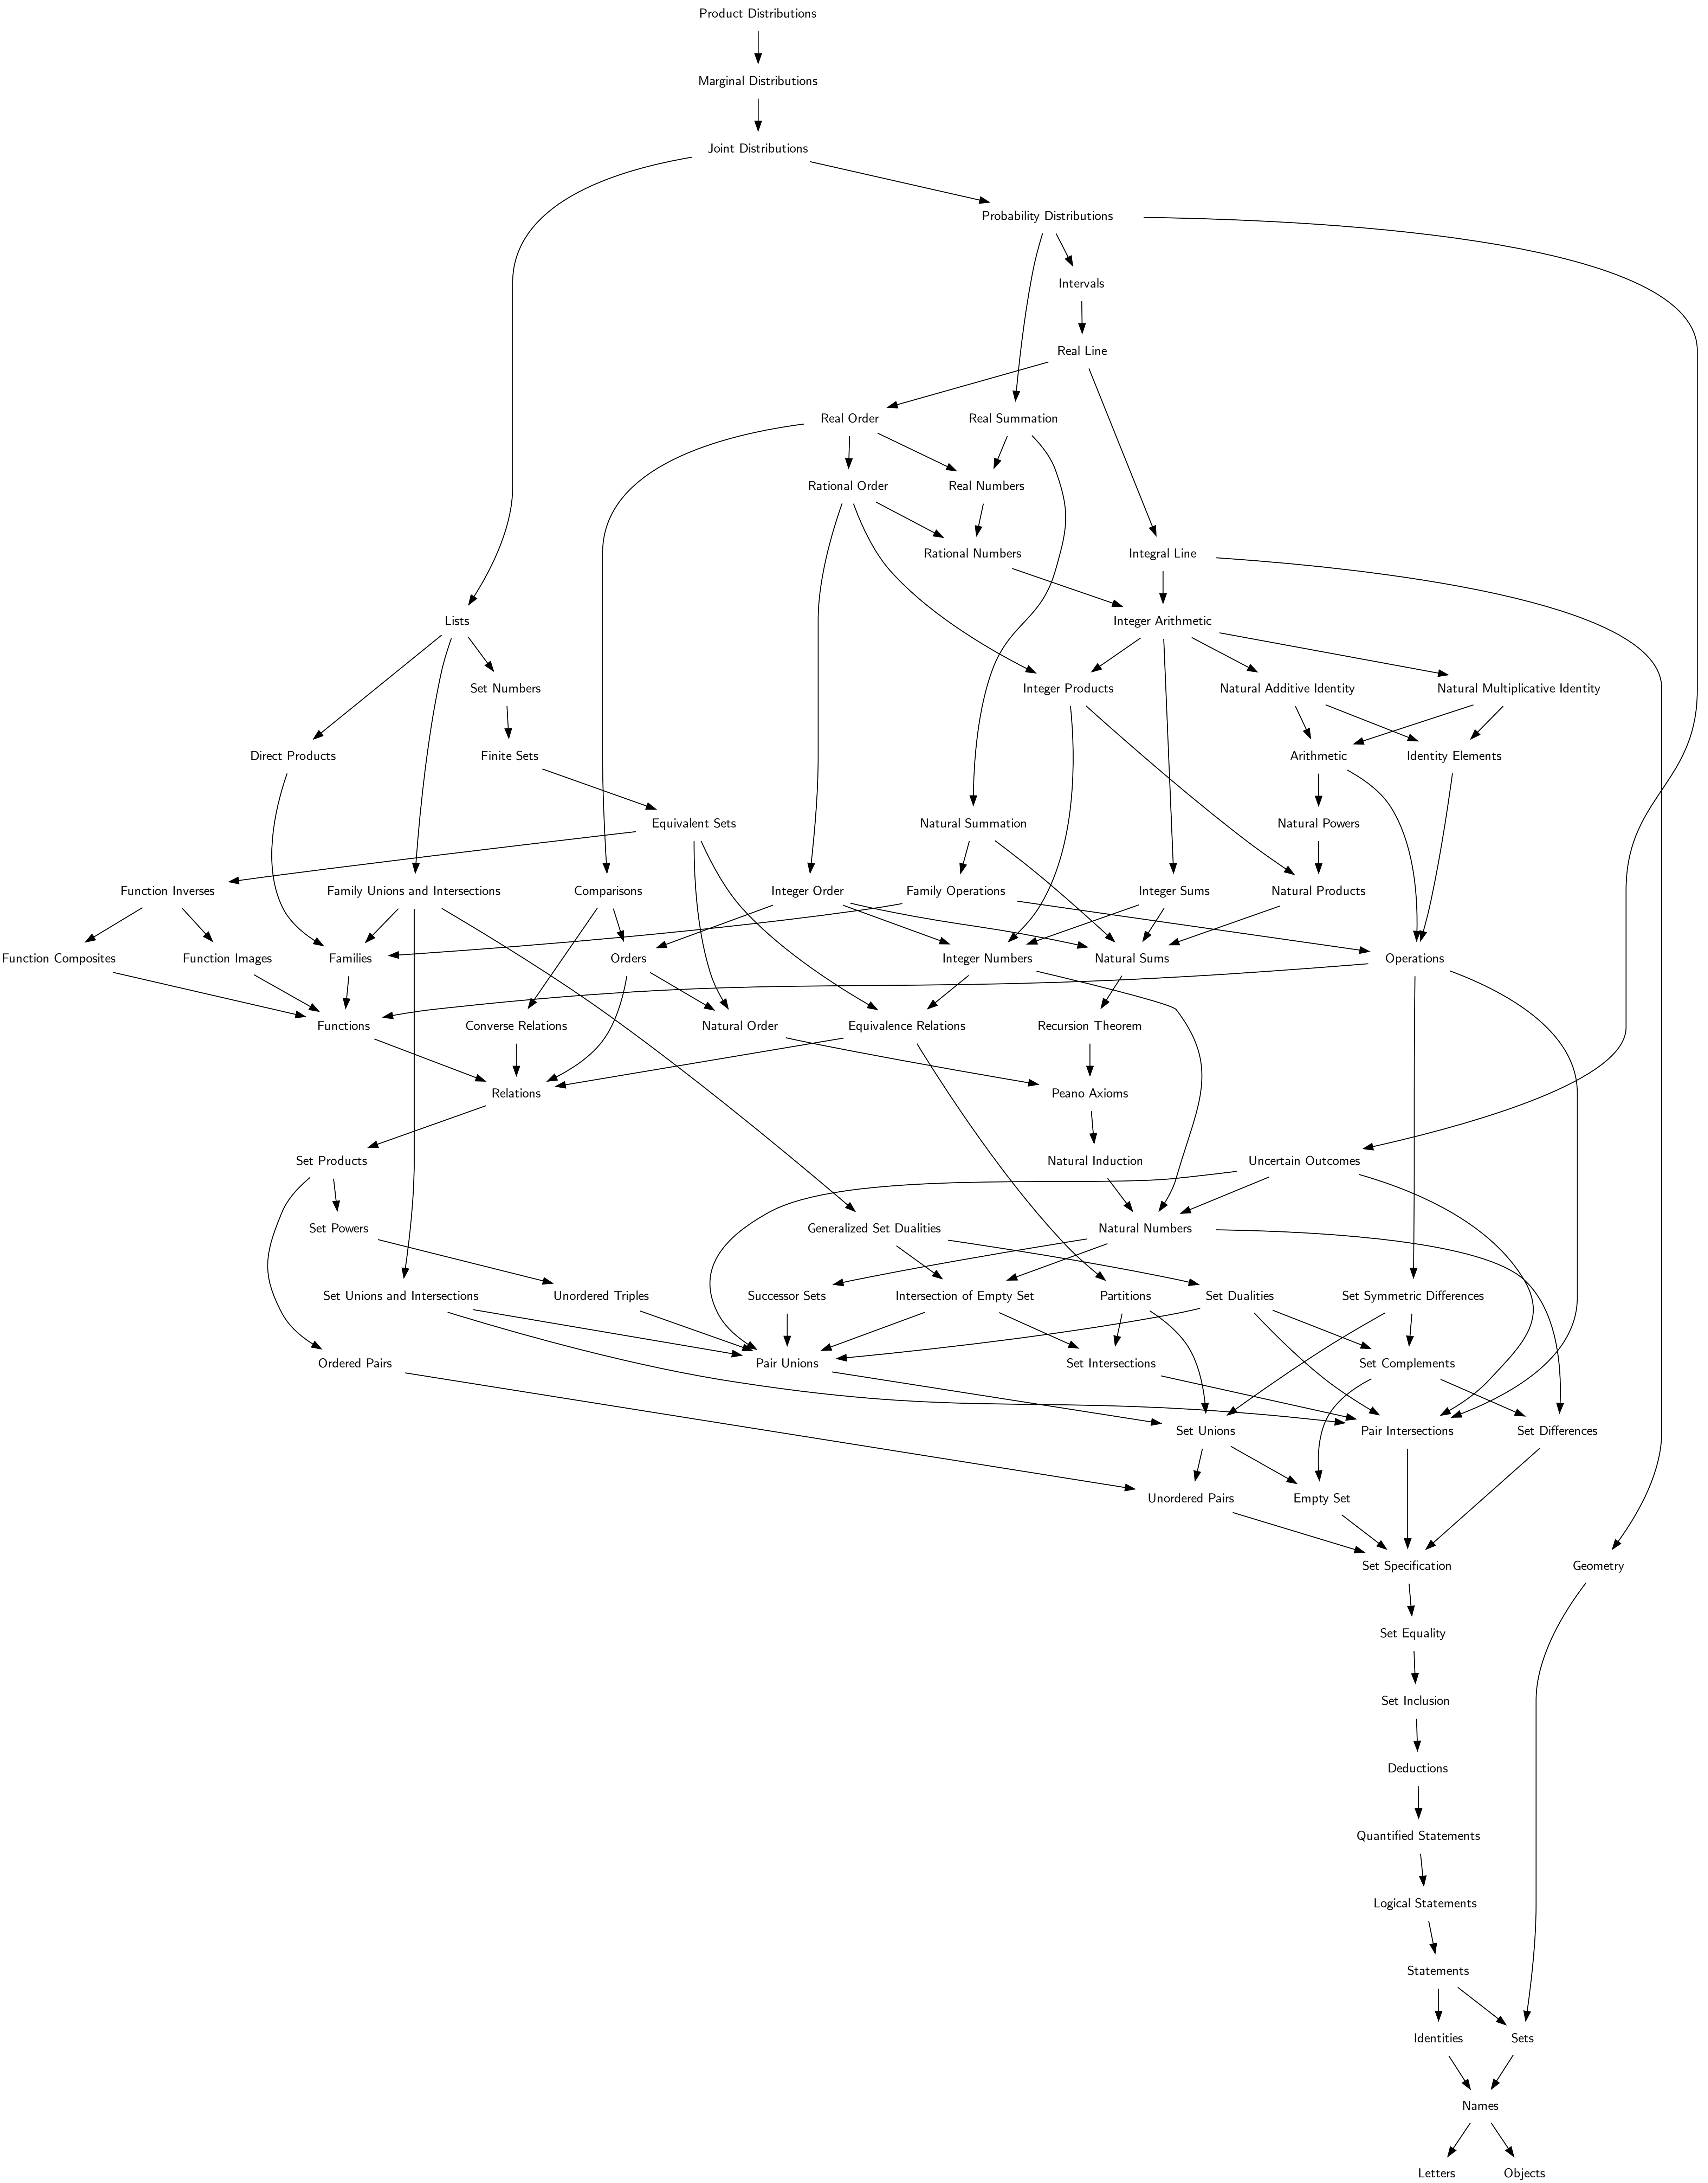 Product Distributions
Marginal Distributions
Joint Distributions
Probability Distributions
Intervals
Real Line
Real Order
Real Summation
Rational Order
Real Numbers
Rational Numbers
Integral Line
Lists
Integer Arithmetic
Set Numbers
Integer Products
Natural Additive Identity
Natural Multiplicative Identity
Direct Products
Finite Sets
Arithmetic
Identity Elements
Equivalent Sets
Natural Summation
Natural Powers
Function Inverses
Family Unions and Intersections
Comparisons
Integer Order
Family Operations
Integer Sums
Natural Products
Function Composites
Function Images
Families
Orders
Integer Numbers
Natural Sums
Operations
Functions
Converse Relations
Natural Order
Equivalence Relations
Recursion Theorem
Relations
Peano Axioms
Set Products
Natural Induction
Uncertain Outcomes
Set Powers
Generalized Set Dualities
Natural Numbers
Set Unions and Intersections
Unordered Triples
Successor Sets
Intersection of Empty Set
Partitions
Set Dualities
Set Symmetric Differences
Ordered Pairs
Pair Unions
Set Intersections
Set Complements
Set Unions
Pair Intersections
Set Differences
Unordered Pairs
Empty Set
Set Specification
Geometry
Set Equality
Set Inclusion
Deductions
Quantified Statements
Logical Statements
Statements
Identities
Sets
Names
Letters
Objects